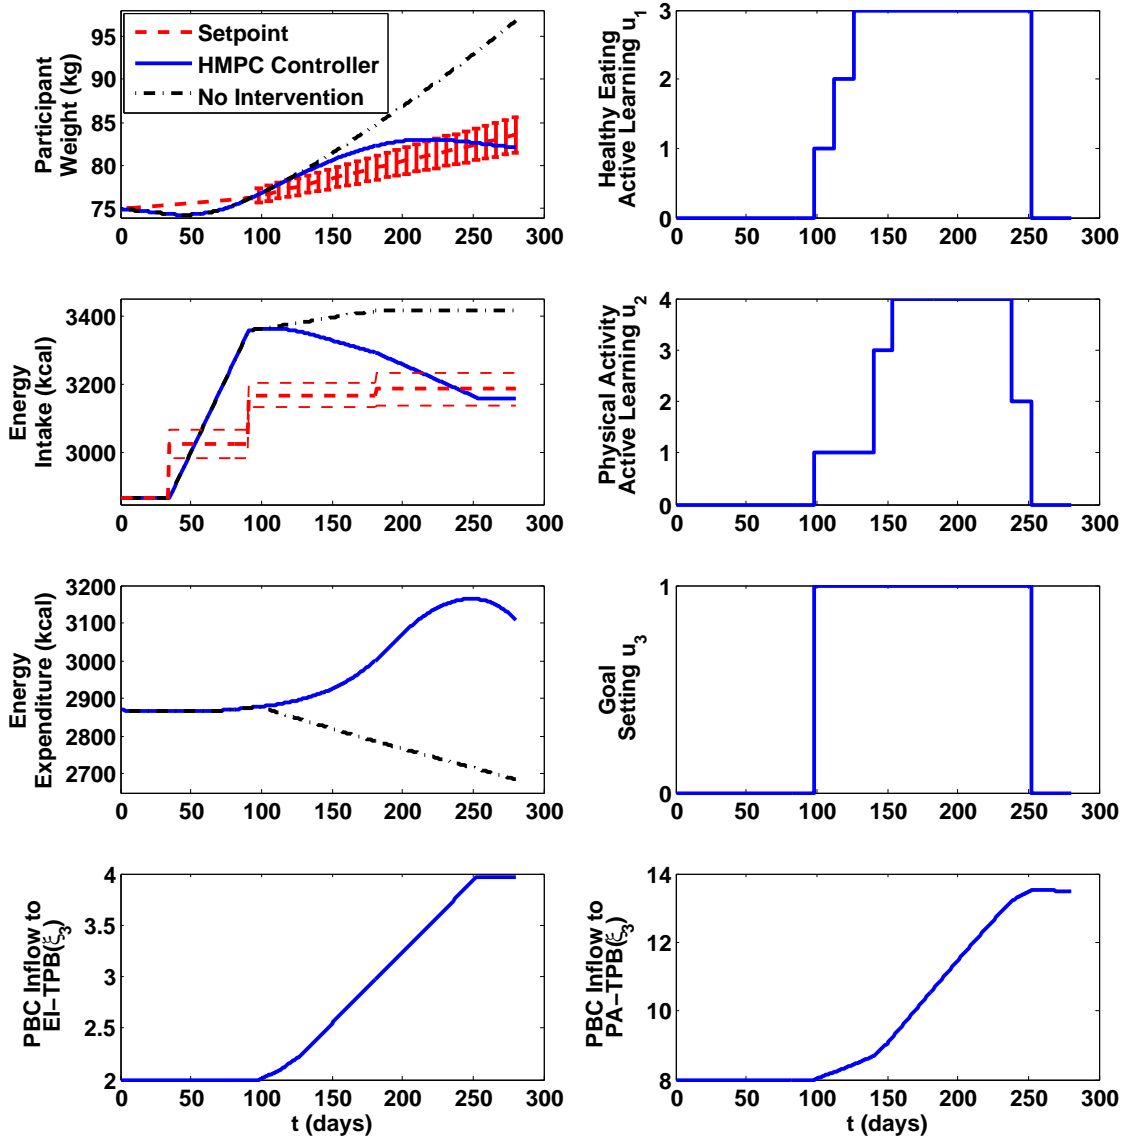 Participant
Weight (kg)
95
90
85
80
75
Setpoint
HMPC Controller
No Intervention
0 50 100 150 200 250 300
Healthy Eating
Active Learning u1
3
2
1
0
0 50 100 150 200 250 300
Energy
Intake (kcal)
3400
3200
3000
0 50 100 150 200 250 300
Physical Activity
Active Learning u2
4
3
2
1
0
0 50 100 150 200 250 300
Energy
Expenditure (kcal)
3200
3100
3000
2900
2800
2700
0 50 100 150 200 250 300
Goal
Setting u3
1
0
0 50 100 150 200 250 300
PBC Inflow to
EI−TPB(ξ3)
4
3.5
3
2.5
2
0 50 100 150 200 250 300
t (days)
PBC Inflow to
PA−TPB(ξ3)
14
12
10
8
0 50 100 150 200 250 300
t (days)